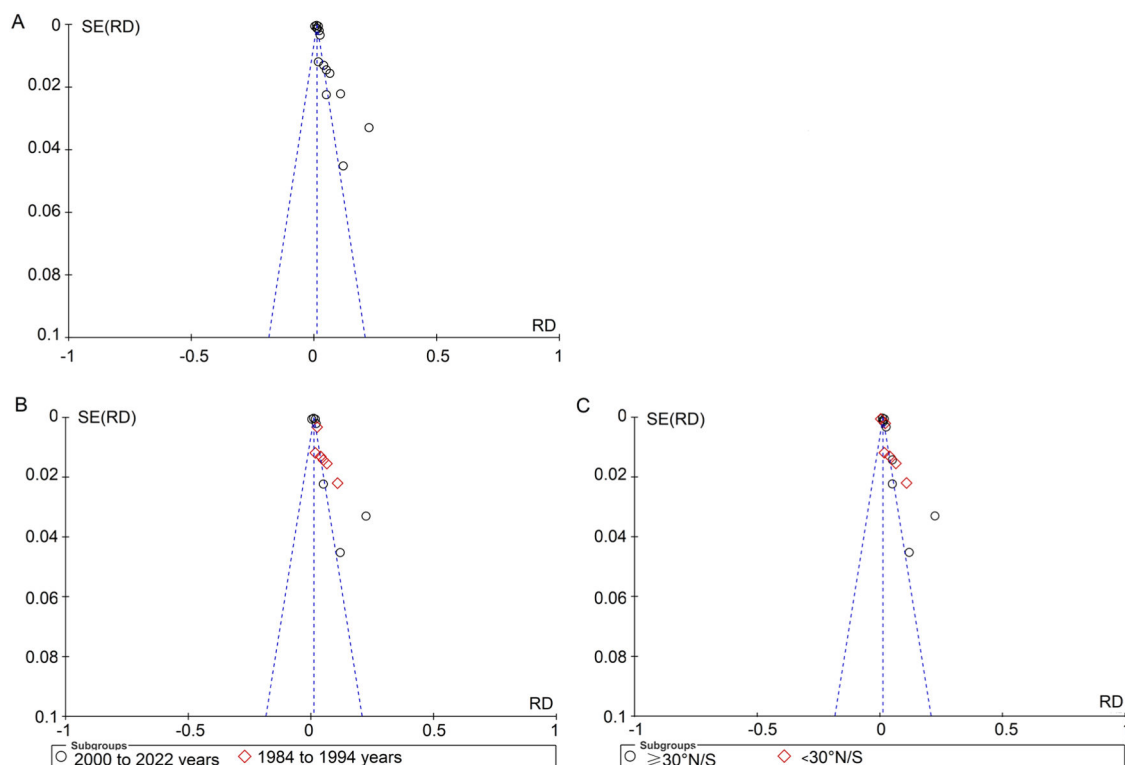 A
SE(RD)
0
0.02
0.04
0.06
0.08
0.1
RD
-1 -0.5 0 0.5 1
B
SE(RD)
0
0.02
0.04
0.06
0.08
0.1
RD
-1 -0.5 0 0.5 1
Subgroups
2000 to 2022 years 1984 to 1994 years
C
SE(RD)
0
0.02
0.04
0.06
0.08
0.1
RD
-1 -0.5 0 0.5 1
Subgroups
⩾30°N/S <30°N/S